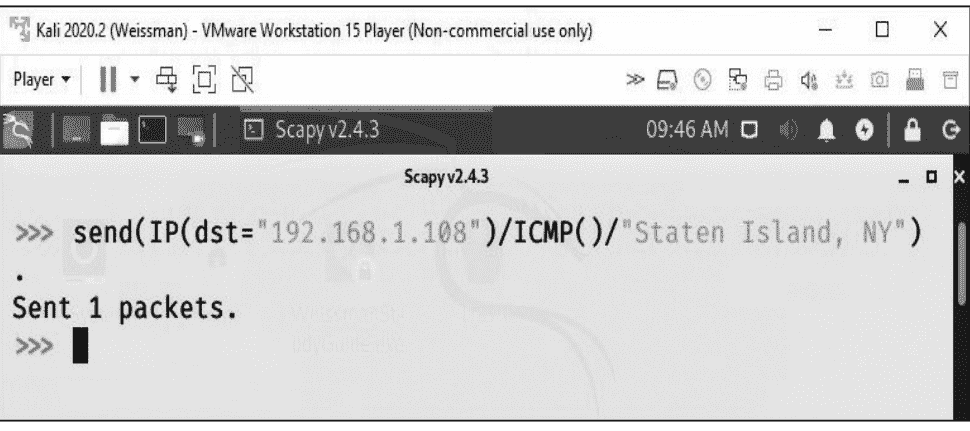 Kali 2020.2 (Weissman) - VMware Workstation 15 Player (Non-commercial use only)
Player
Scapy v2.4.3
09:46 AM
Scapy v2.4.3
>>> send(IP(dst="192.168.1.108")/ICMP()/"Staten Island, NY")
.
Sent 1 packets.
>>>